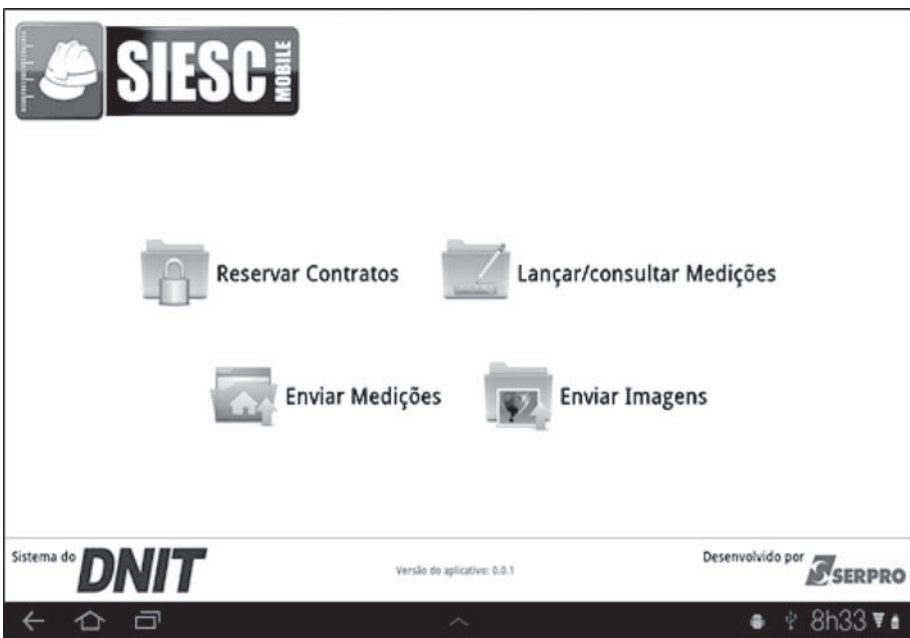 SIESC MOBILE
Reservar Contratos
Lançar/consultar Medições
Enviar Medições
Enviar Imagens
Sistema do DNIT
Versão do aplicativo: 0.0.1
Desenvolvido por SERPRO
8h33